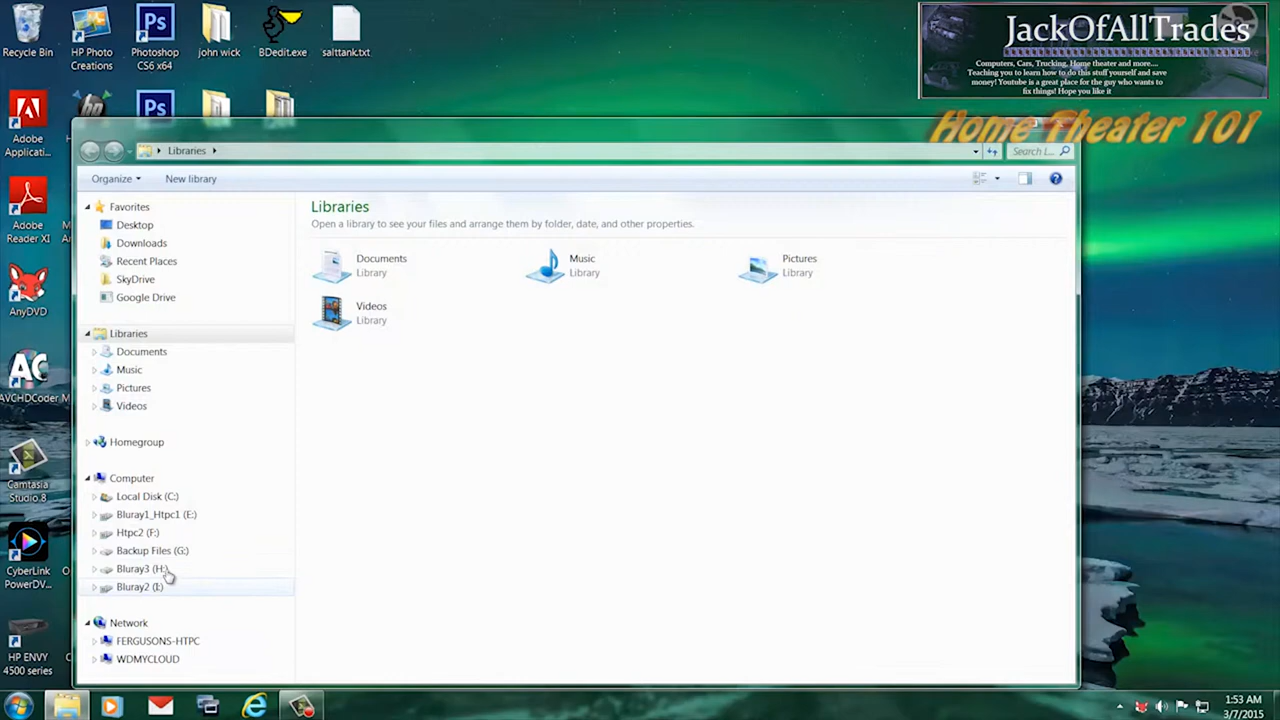 Recycle Bin
HP Photo
Creations
Photoshop
CS6 x64
john wick
BDedit.exe
salttank.txt
JackOfAllTrades
Computers, Cars, Trucking, Home theater and more....
Teaching you to learn how to do this stuff yourself and save
money! Youtube is a great place for the guy who wants to
fix things! Hope you like it
Home Theater 101
Adobe
Applicati...
Adobe
Reader XI
AnyDVD
AVCHDCoder
Camtasia
Studio 8
CyberLink
PowerDV...
HP ENVY
4500 series
Libraries
Search L...
Organize
New library
Favorites
Desktop
Downloads
Recent Places
SkyDrive
Google Drive
Libraries
Documents
Music
Pictures
Videos
Homegroup
Computer
Local Disk (C:)
Bluray1_Htpc1 (E:)
Htpc2 (F:)
Backup Files (G:)
Bluray3 (H:)
Bluray2 (I:)
Network
FERGUSONS-HTPC
WDMYCLOUD
Libraries
Open a library to see your files and arrange them by folder, date, and other properties.
Documents
Library
Music
Library
Pictures
Library
Videos
Library
1:53 AM
3/7/2015